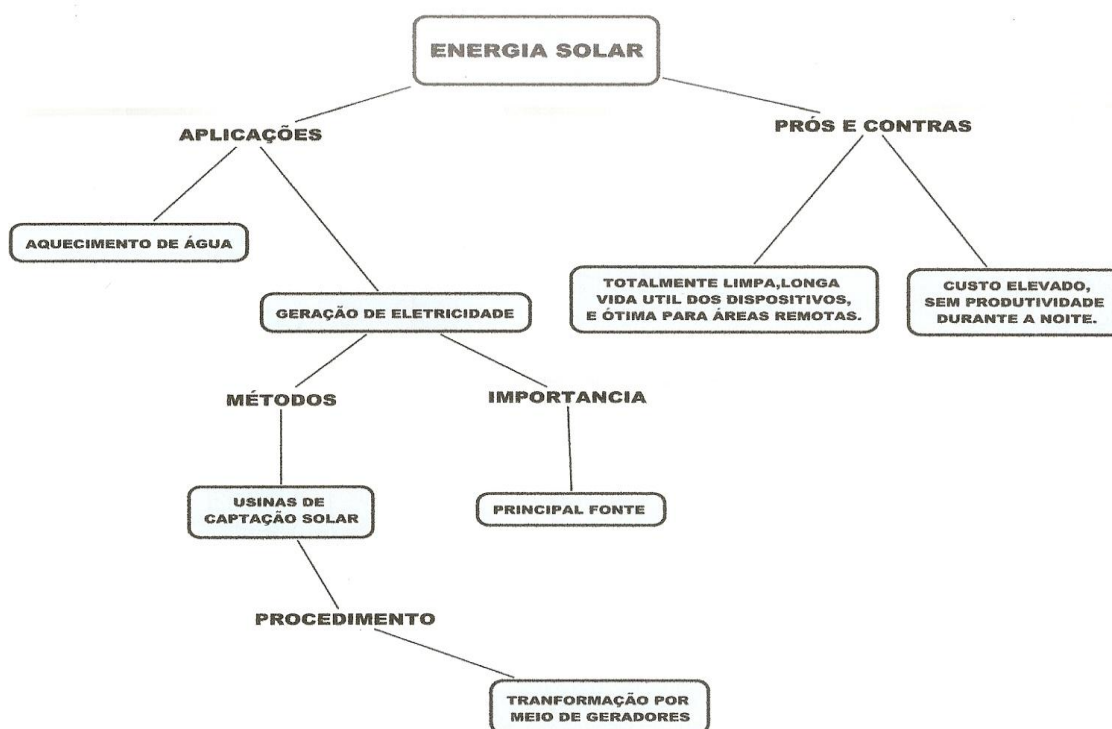 ENERGIA SOLAR
APLICAÇÕES
PRÓS E CONTRAS
AQUECIMENTO DE ÁGUA
GERAÇÃO DE ELETRICIDADE
TOTALMENTE LIMPA,LONGA
VIDA UTIL DOS DISPOSITIVOS,
E ÓTIMA PARA ÁREAS REMOTAS.
CUSTO ELEVADO,
SEM PRODUTIVIDADE
DURANTE A NOITE.
MÉTODOS
IMPORTANCIA
USINAS DE
CAPTAÇÃO SOLAR
PRINCIPAL FONTE
PROCEDIMENTO
TRANFORMAÇÃO POR
MEIO DE GERADORES